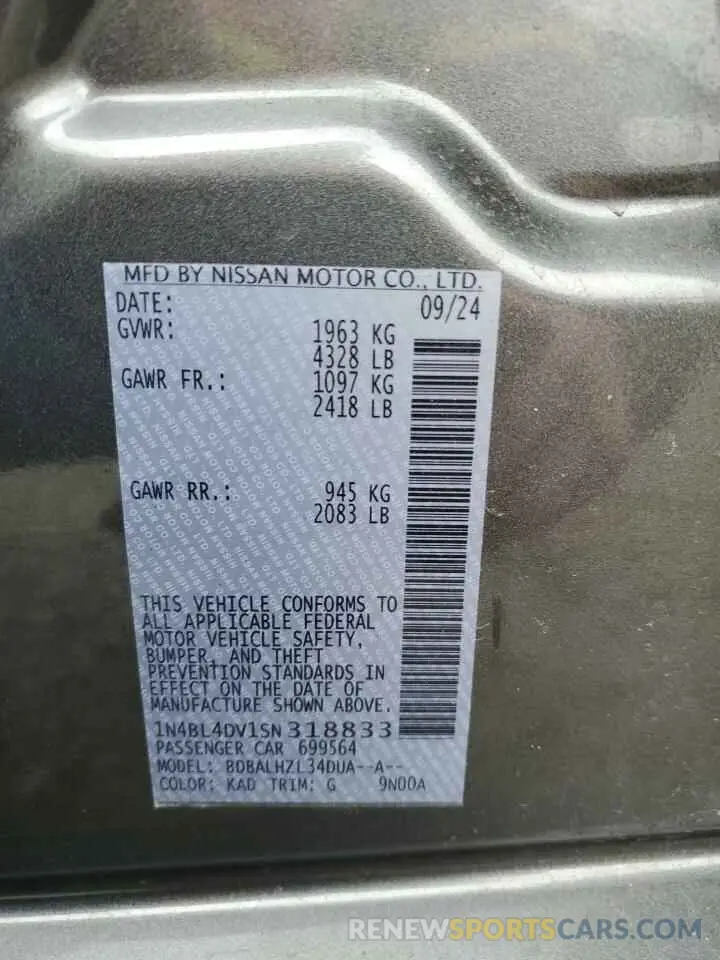 MFD BY NISSAN MOTOR CO., LTD.
DATE: 09/24
GVWR: 1963 KG
4328 LB
GAWR FR.: 1097 KG
2418 LB
GAWR RR.: 945 KG
2083 LB
THIS VEHICLE CONFORMS TO
ALL APPLICABLE FEDERAL
MOTOR VEHICLE SAFETY,
BUMPER, AND THEFT
PREVENTION STANDARDS IN
EFFECT ON THE DATE OF
MANUFACTURE SHOWN ABOVE.
1N4BL4DV1SN318833
PASSENGER CAR 699564
MODEL: BDBALHZL34DUA--A--
COLOR: KAD TRIM: G 9N00A
RENEWSPORTSCARS.COM